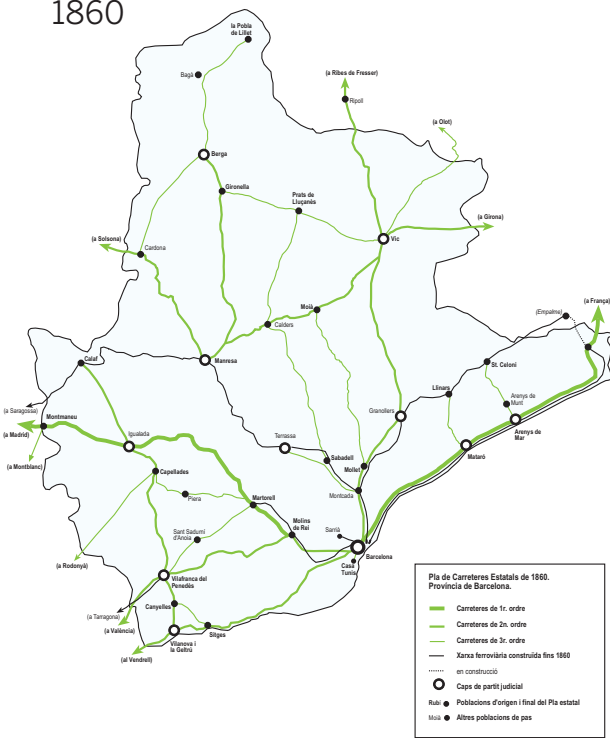 1860
la Pobla
de Lillet
Bagà
(a Ribes de Fresser)
Ripoll
(a Olot)
Berga
Gironella
Prats de
Lluçanès
(a Girona)
(a Solsona)
Cardona
Vic
(a França)
Moià
(Empalme)
Calders
Calaf
Manresa
St. Celoni
Llinars
(a Saragossa)
Arenys de
Munt
Montmaneu
Granollers
(a Madrid)
Igualada
Terrassa
Arenys de
Mar
Sabadell
Mataró
(a Montblanc)
Mollet
Capellades
Montcada
Piera
Martorell
Molins
de Rei
Sarrià
Sant Sadurní
d'Anoia
Barcelona
(a Rodonyà)
Casa
Tunis
Vilafranca del
Penedès
(a Tarragona)
Canyelles
(a València)
Sitges
Vilanova i
la Geltrú
(al Vendrell)
Pla de Carreteres Estatals de 1860.
Província de Barcelona.
Carreteres de 1r. ordre
Carreteres de 2n. ordre
Carreteres de 3r. ordre
Xarxa ferroviària construïda fins 1860
en construcció
Caps de partit judicial
Rubí Poblacions d'origen i final del Pla estatal
Moià Altres poblacions de pas